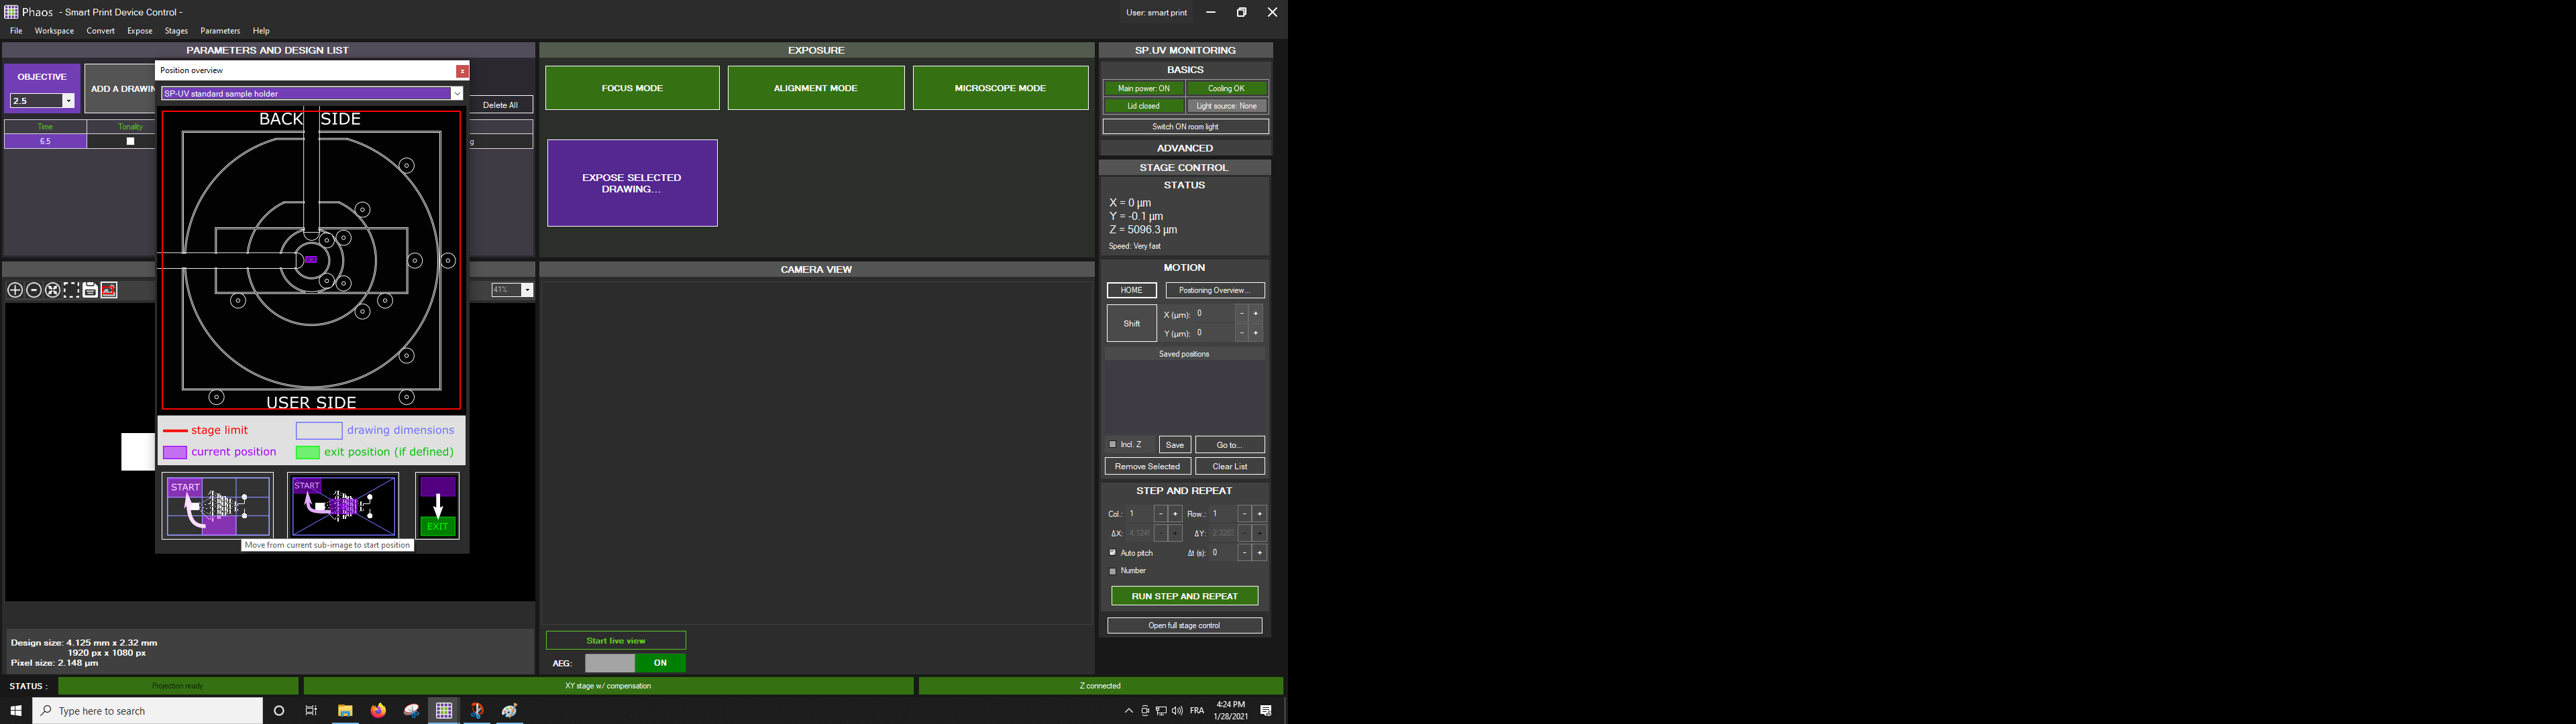 Phaos - Smart Print Device Control -
User: smart print
File Workspace Convert Expose Stages Parameters Help
PARAMETERS AND DESIGN LIST
OBJECTIVE
2.5
ADD A DRAWIN
Delete All
Time Tonality
6.5
g
Position overview
x
SP-UV standard sample holder
BACK SIDE
USER SIDE
stage limit
drawing dimensions
current position
exit position (if defined)
START
START
EXIT
Move from current sub-image to start position
41%
Design size: 4.125 mm x 2.32 mm
1920 px x 1080 px
Pixel size: 2.148 µm
EXPOSURE
FOCUS MODE
ALIGNMENT MODE
MICROSCOPE MODE
EXPOSE SELECTED
DRAWING...
CAMERA VIEW
Start live view
AEG: ON
SP.UV MONITORING
BASICS
Main power: ON Cooling OK
Lid closed Light source: None
Switch ON room light
ADVANCED
STAGE CONTROL
STATUS
X = 0 µm
Y = -0.1 µm
Z = 5096.3 µm
Speed: Very fast
MOTION
HOME Postioning Overview...
Shift
X (µm): 0 - +
Y (µm): 0 - +
Saved positions
Incl. Z Save Go to...
Remove Selected Clear List
STEP AND REPEAT
Col.: 1 - + Row.: 1 - +
ΔX: 4.124 - + ΔY: 2.320 - +
Auto pitch Δt (s): 0 - +
Number
RUN STEP AND REPEAT
Open full stage control
STATUS : Projection ready XY stage w/ compensation Z connected
Type here to search
FRA
4:24 PM
1/28/2021